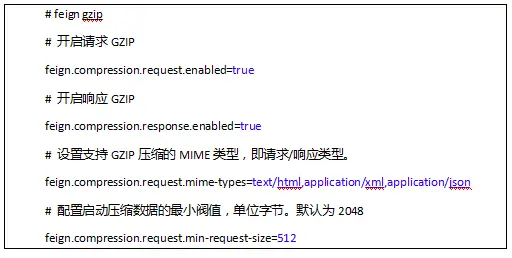 # feign gzip
# 开启请求 GZIP
feign.compression.request.enabled=true
# 开启响应 GZIP
feign.compression.response.enabled=true
# 设置支持 GZIP 压缩的 MIME 类型，即请求/响应类型。
feign.compression.request.mime-types=text/html,application/xml,application/json
# 配置启动压缩数据的最小阀值，单位字节。默认为 2048
feign.compression.request.min-request-size=512